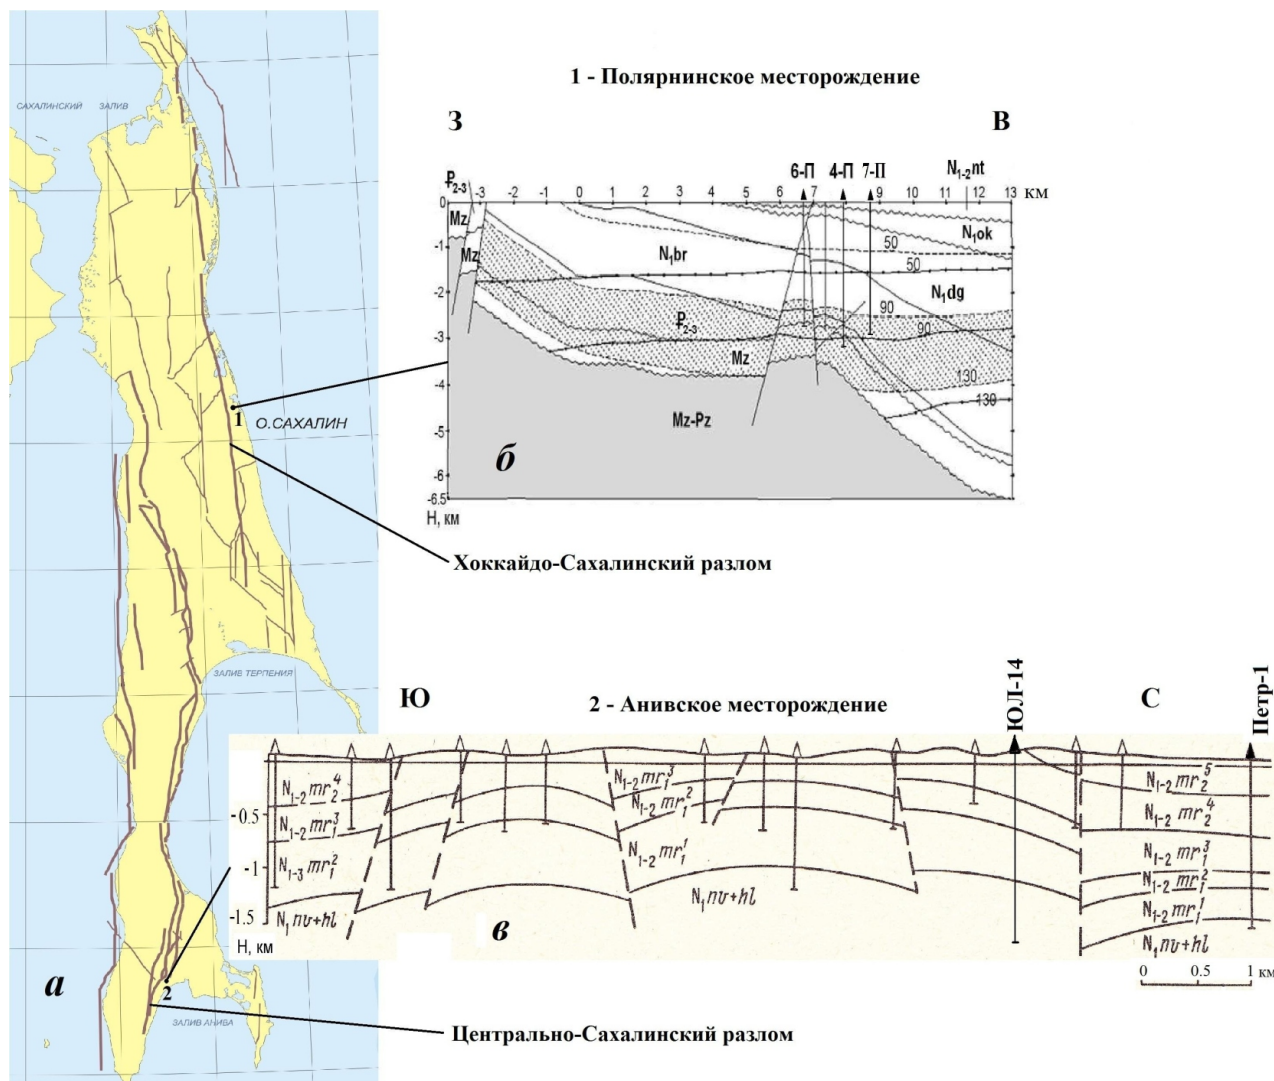 САХАЛИНСКИЙ ЗАЛИВ
О.САХАЛИН
1
Хоккайдо-Сахалинский разлом
ЗАЛИВ ТЕРПЕНИЯ
2
ЗАЛИВ АНИВА
Центрально-Сахалинский разлом
а
1 - Полярнинское месторождение
З В
6-П 4-П 7-П N1-2nt
₽2-3 -3 -2 -1 0 1 2 3 4 5 6 7 8 9 10 11 12 13 км
0
Mz N1ok
50
-1 Mz N1br 50
N1dg
-2
90
₽2-3 90
-3 Mz
130
-4 130
Mz-Pz
-5 б
-6
-6.5
Н, км
2 - Анивское месторождение
Ю С
ЮЛ-14 Петр-1
N1-2 mr2^4 N1-2 mr1^3 N1-2 mr2^5
-0.5 N1-2 mr1^2 N1-2 mr2^4
N1-2 mr1^3
N1-3 mr1^2 N1-2 mr1^1 N1-2 mr1^3
-1 N1-2 mr1^2
N1 nv+hl N1-2 mr1^1
-1.5 N1 nv+hl N1 nv+hl
Н, км в
0 0.5 1 км